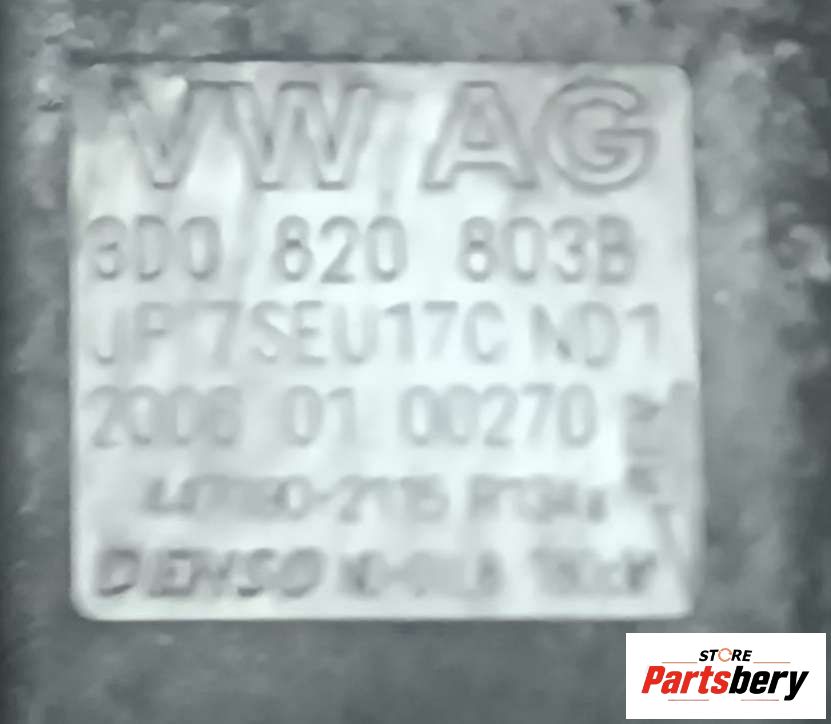 VW AG
3D0 820 803B
JP 7SEU17C ND1
2006 01 00270
DENSO
STORE
Partsbery